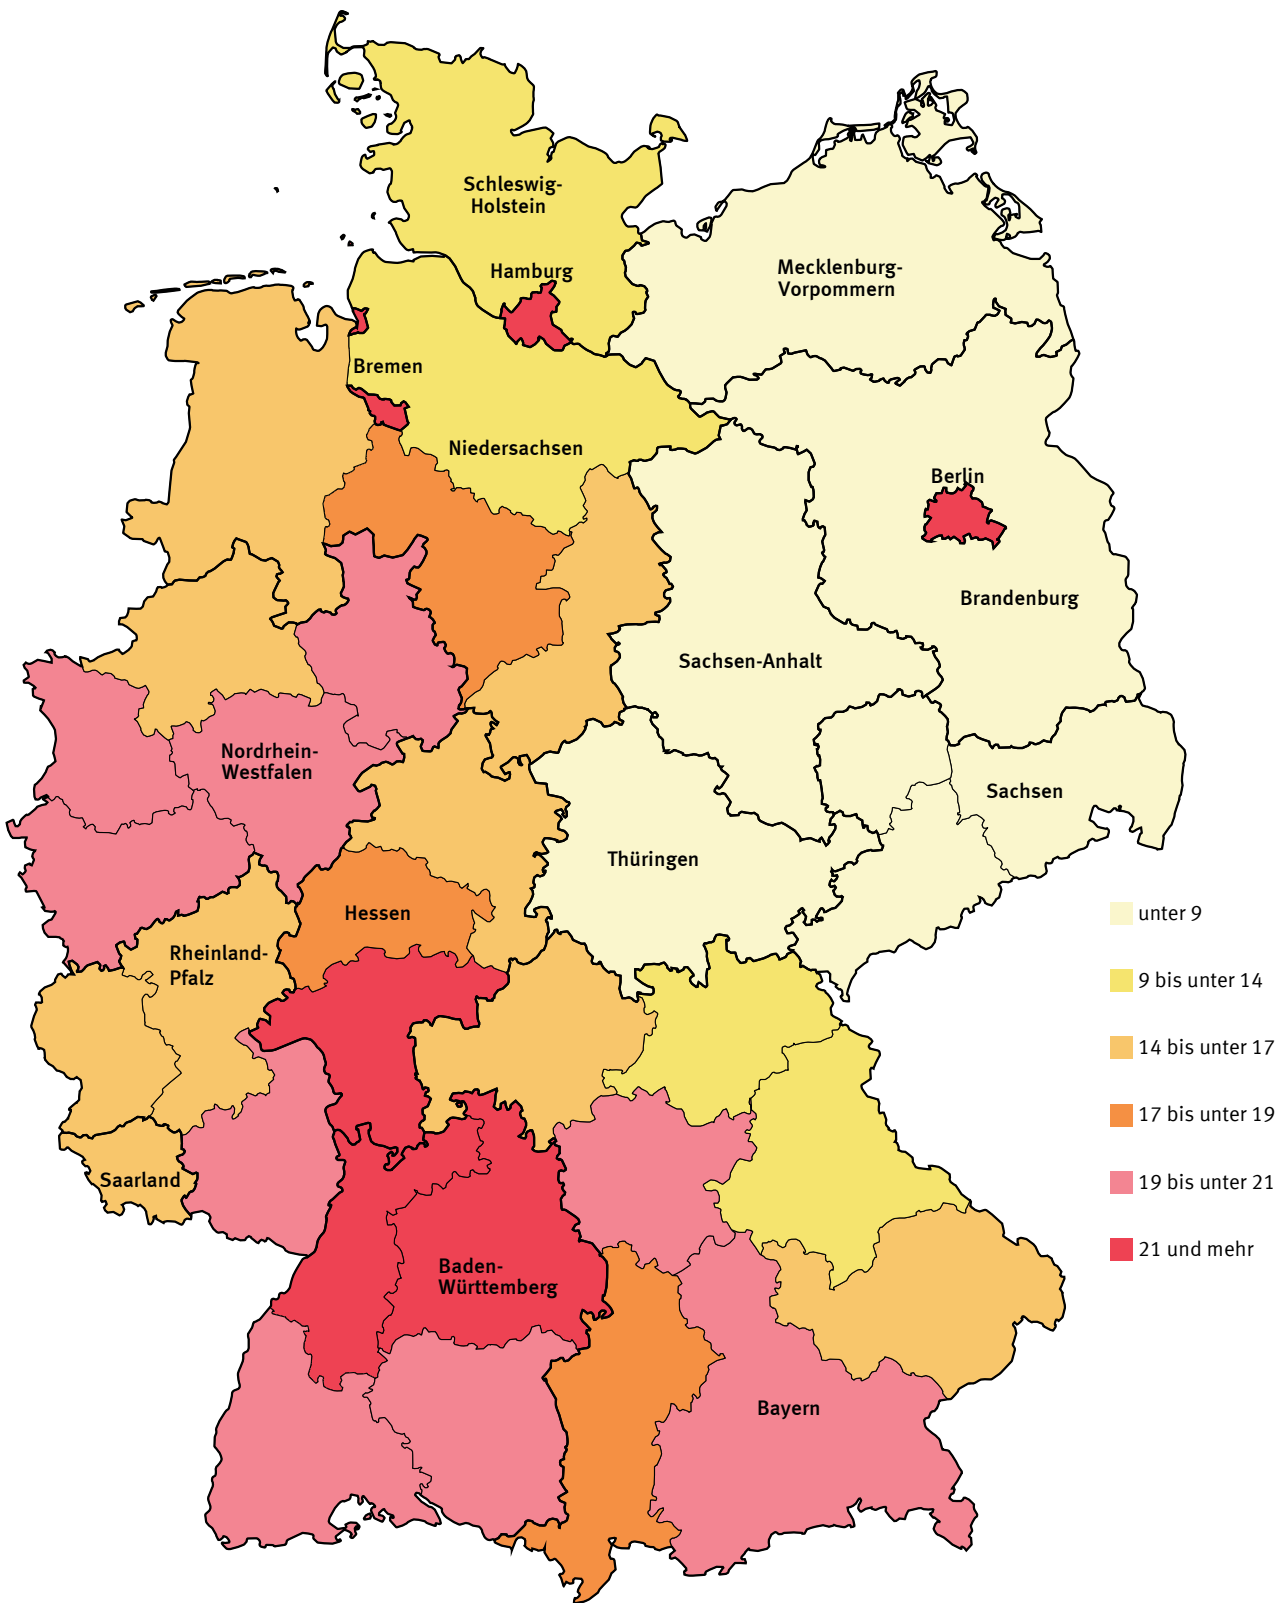 Schleswig-
Holstein
Hamburg
Mecklenburg-
Vorpommern
Bremen
Niedersachsen
Berlin
Brandenburg
Sachsen-Anhalt
Nordrhein-
Westfalen
Sachsen
Thüringen
Hessen
Rheinland-
Pfalz
Saarland
Baden-
Württemberg
Bayern
unter 9
9 bis unter 14
14 bis unter 17
17 bis unter 19
19 bis unter 21
21 und mehr